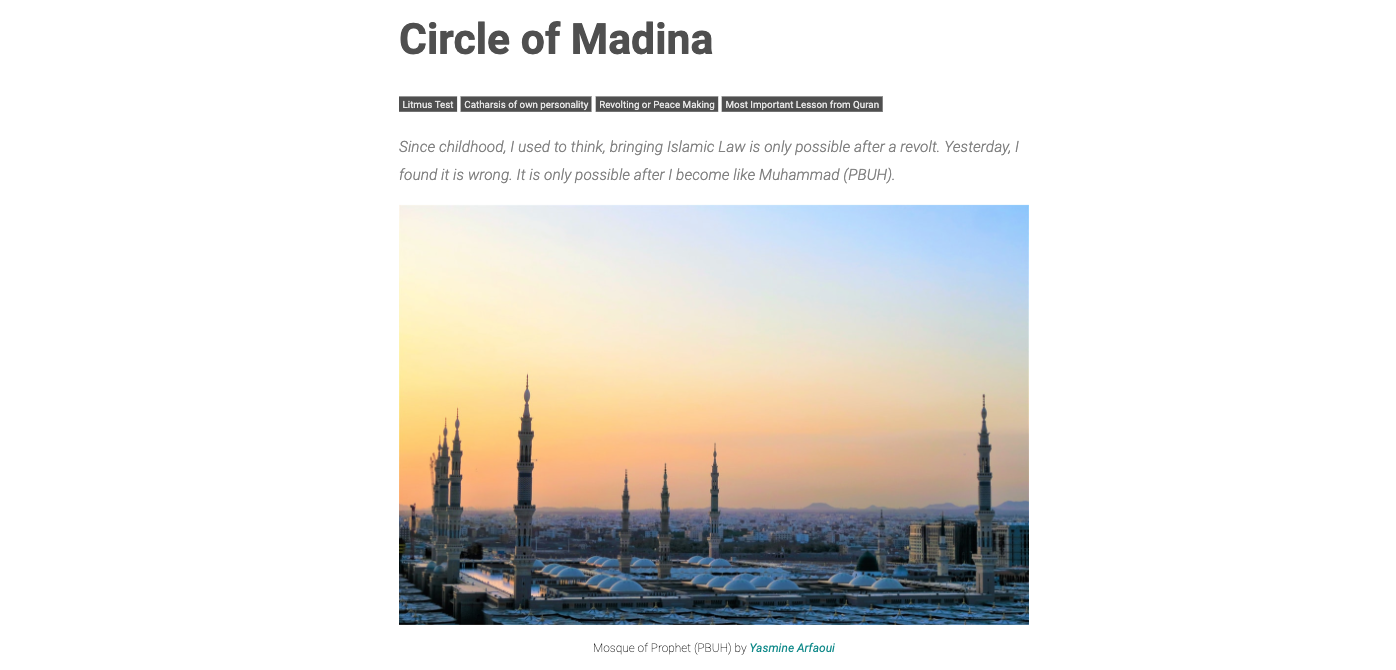 Circle of Madina
Litmus Test Catharsis of own personality Revolting or Peace Making Most Important Lesson from Quran
Since childhood, I used to think, bringing Islamic Law is only possible after a revolt. Yesterday, I
found it is wrong. It is only possible after I become like Muhammad (PBUH).
Mosque of Prophet (PBUH) by Yasmine Arfaoui